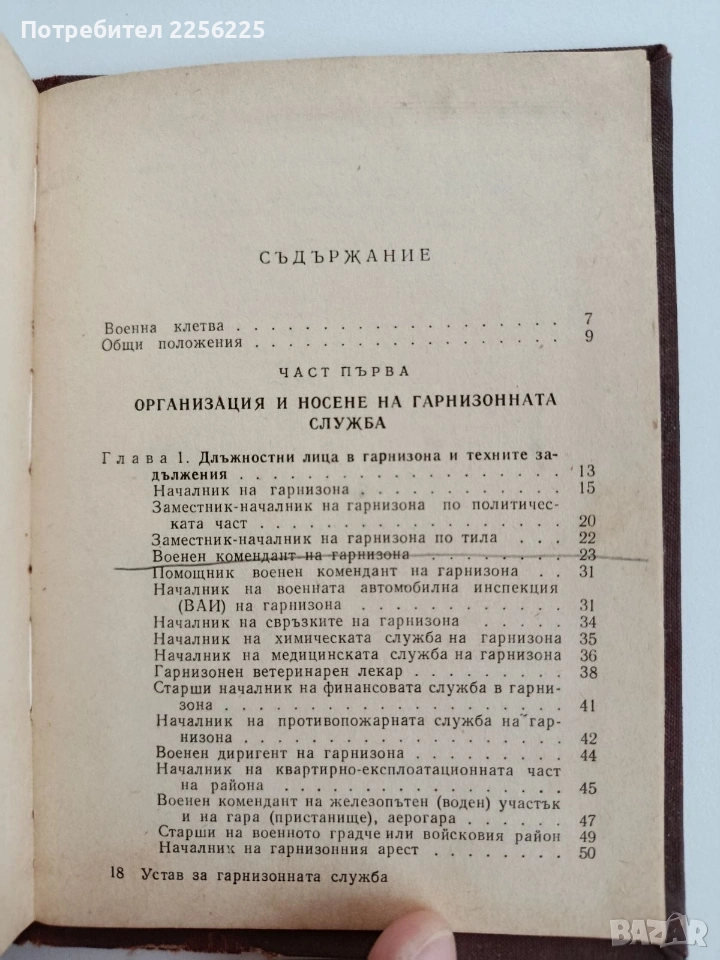 Потребител 2256225
СЪДЪРЖАНИЕ
Военна клетва . . . . . . . . . . . . . . . . . . . 7
Общи положения . . . . . . . . . . . . . . . . . . 9
ЧАСТ ПЪРВА
ОРГАНИЗАЦИЯ И НОСЕНЕ НА ГАРНИЗОННАТА
СЛУЖБА
Глава 1. Длъжностни лица в гарнизона и техните за-
дължения . . . . . . . . . . . . . . . . . . . 13
Началник на гарнизона . . . . . . . . . . . . 15
Заместник-началник на гарнизона по политичес-
ката част . . . . . . . . . . . . . . . . . . 20
Заместник-началник на гарнизона по тила . . . 22
Военен комендант на гарнизона . . . . . . . . 23
Помощник военен комендант на гарнизона . . 31
Началник на военната автомобилна инспекция
(ВАИ) на гарнизона . . . . . . . . . . . . 31
Началник на свръзките на гарнизона . . . . . 34
Началник на химическата служба на гарнизона 35
Началник на медицинската служба на гарнизона 36
Гарнизонен ветеринарен лекар . . . . . . . . 38
Старши началник на финансовата служба в гарни-
зона . . . . . . . . . . . . . . . . . . . . 41
Началник на противопожарната служба на гар-
низона . . . . . . . . . . . . . . . . . . . 42
Военен диригент на гарнизона . . . . . . . . 44
Началник на квартирно-експлоатационната част
на района . . . . . . . . . . . . . . . . . 45
Военен комендант на железопътен (воден) участък
и на гара (пристанище), аерогара . . . . . . 47
Старши на военното градче или войсковия район 49
Началник на гарнизонния арест . . . . . . . 50
18 Устав за гарнизонната служба
BAZAR